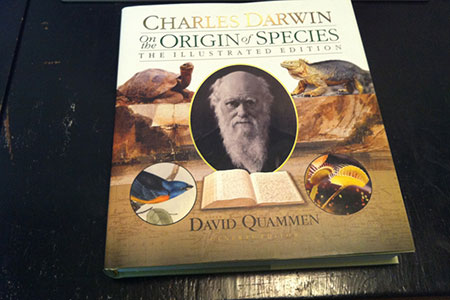 CHARLES DARWIN
On the ORIGIN of SPECIES
THE ILLUSTRATED EDITION
DAVID QUAMMEN